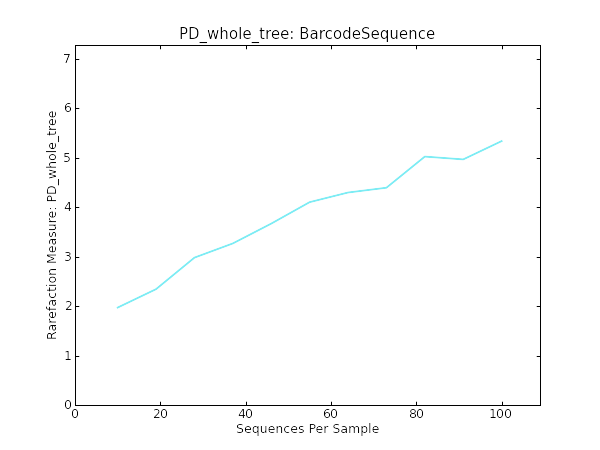 PD_whole_tree: BarcodeSequence
7
6
5
4
3
2
1
0
Rarefaction Measure: PD_whole_tree
0 20 40 60 80 100
Sequences Per Sample